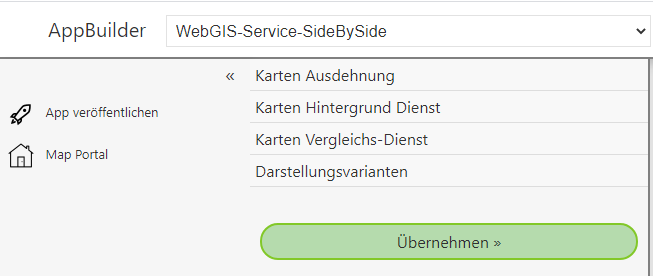 AppBuilder
WebGIS-Service-SideBySide
«
App veröffentlichen
Map Portal
Karten Ausdehnung
Karten Hintergrund Dienst
Karten Vergleichs-Dienst
Darstellungsvarianten
Übernehmen »